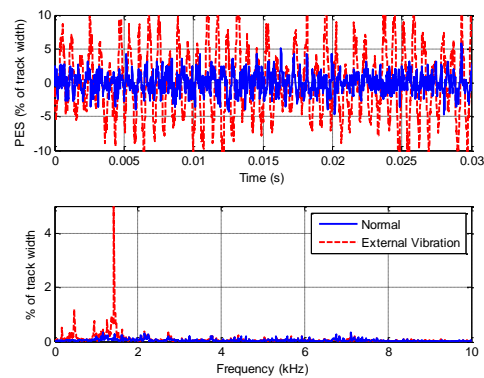 10
5
0
-5
-10
PES (% of track width)
0 0.005 0.01 0.015 0.02 0.025 0.03
Time (s)
4
2
0
% of track width
Normal
External Vibration
0 2 4 6 8 10
Frequency (kHz)